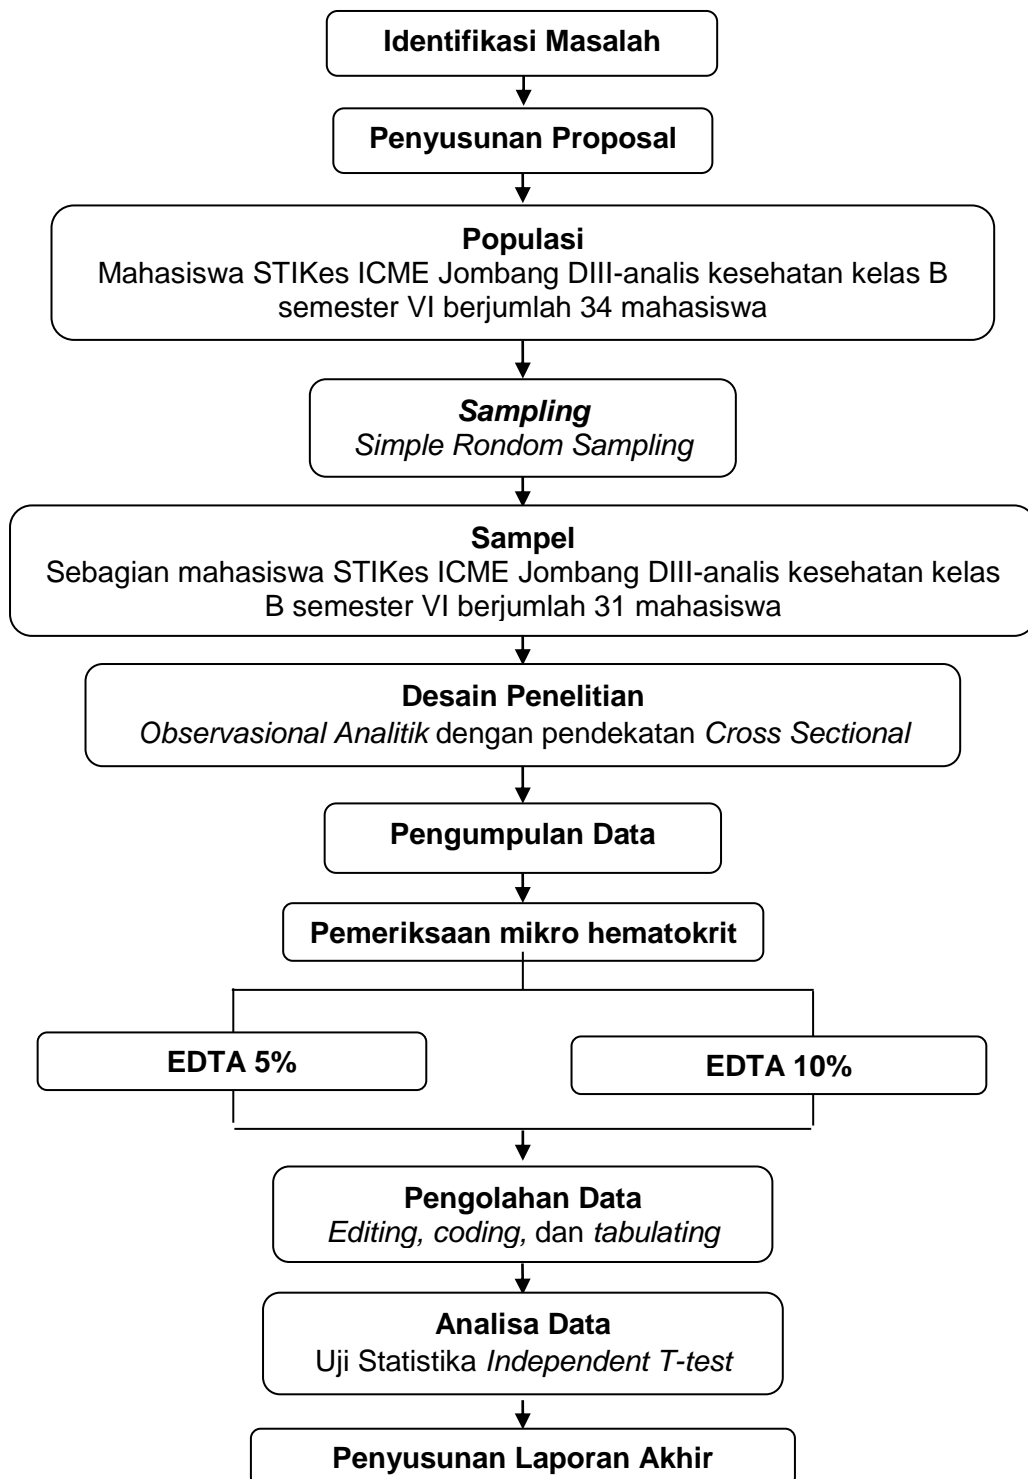 Identifikasi Masalah
Penyusunan Proposal
Populasi
Mahasiswa STIKes ICME Jombang DIII-analis kesehatan kelas B
semester VI berjumlah 34 mahasiswa
Sampling
Simple Rondom Sampling
Sampel
Sebagian mahasiswa STIKes ICME Jombang DIII-analis kesehatan kelas
B semester VI berjumlah 31 mahasiswa
Desain Penelitian
Observasional Analitik dengan pendekatan Cross Sectional
Pengumpulan Data
Pemeriksaan mikro hematokrit
EDTA 5%
EDTA 10%
Pengolahan Data
Editing, coding, dan tabulating
Analisa Data
Uji Statistika Independent T-test
Penyusunan Laporan Akhir